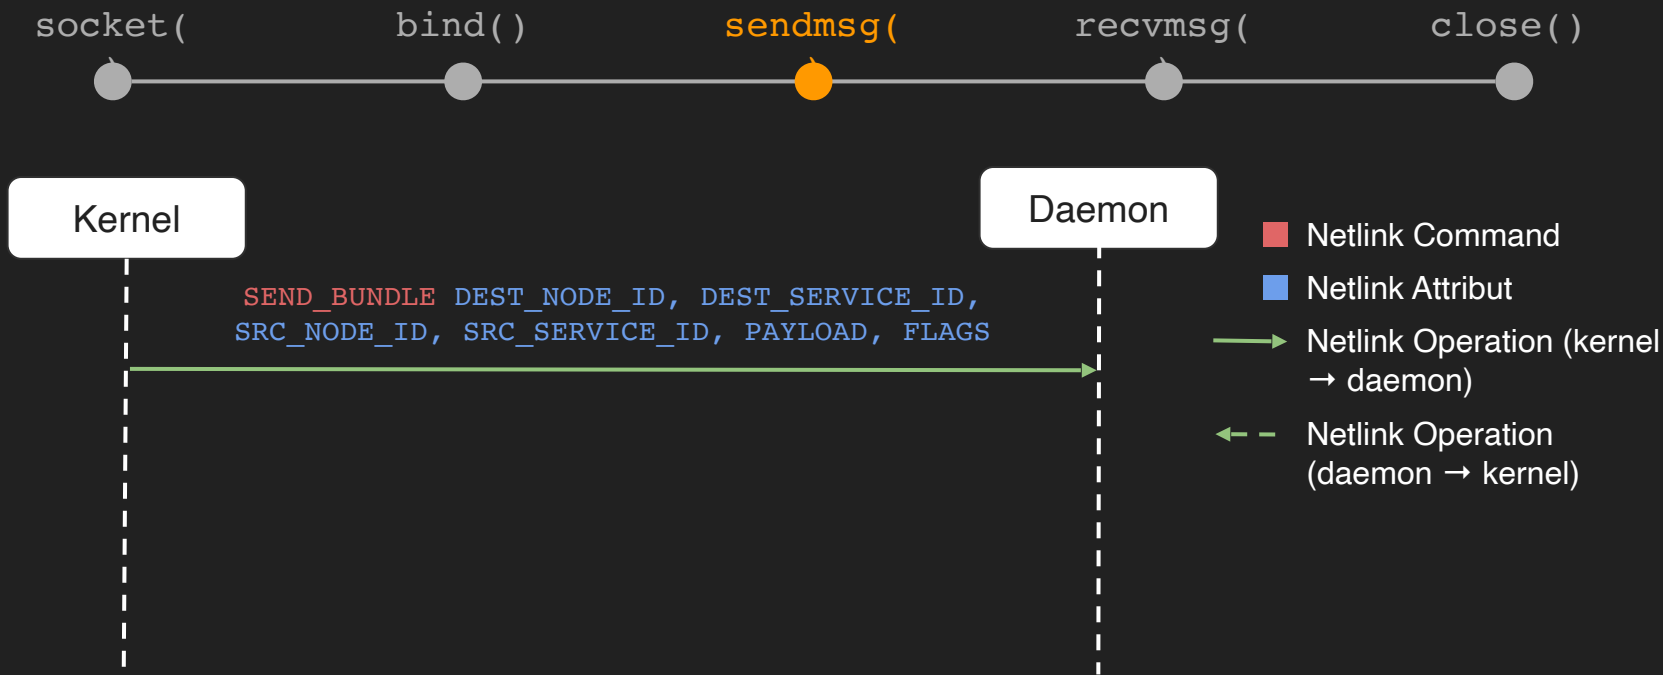 socket( bind() sendmsg( recvmsg( close()
Kernel
Daemon
SEND_BUNDLE DEST_NODE_ID, DEST_SERVICE_ID,
SRC_NODE_ID, SRC_SERVICE_ID, PAYLOAD, FLAGS
Netlink Command
Netlink Attribut
Netlink Operation (kernel
→ daemon)
Netlink Operation
(daemon → kernel)